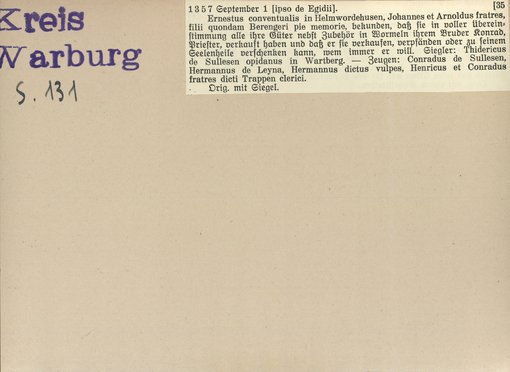 Kreis
Warburg
S. 131
[35
1357 September 1 [ipso de Egidii].
Ernestus conventualis in Helmwordehusen, Johannes et Arnoldus fratres,
filii quondam Berengeri pie memorie, bekunden, daß sie in voller Überein-
stimmung alle ihre Güter nebst Zubehör in Wormeln ihrem Bruder Konrad,
Priester, verkauft haben und daß er sie verkaufen, verpfänden oder zu seinem
Seelenheile verschenken kann, wem immer er will. Siegler: Thidericus
de Sullesen opidanus in Wartberg. — Zeugen: Conradus de Sullesen,
Hermannus de Leyna, Hermannus dictus vulpes, Henricus et Conradus
fratres dicti Trappen clerici.
Orig. mit Siegel.